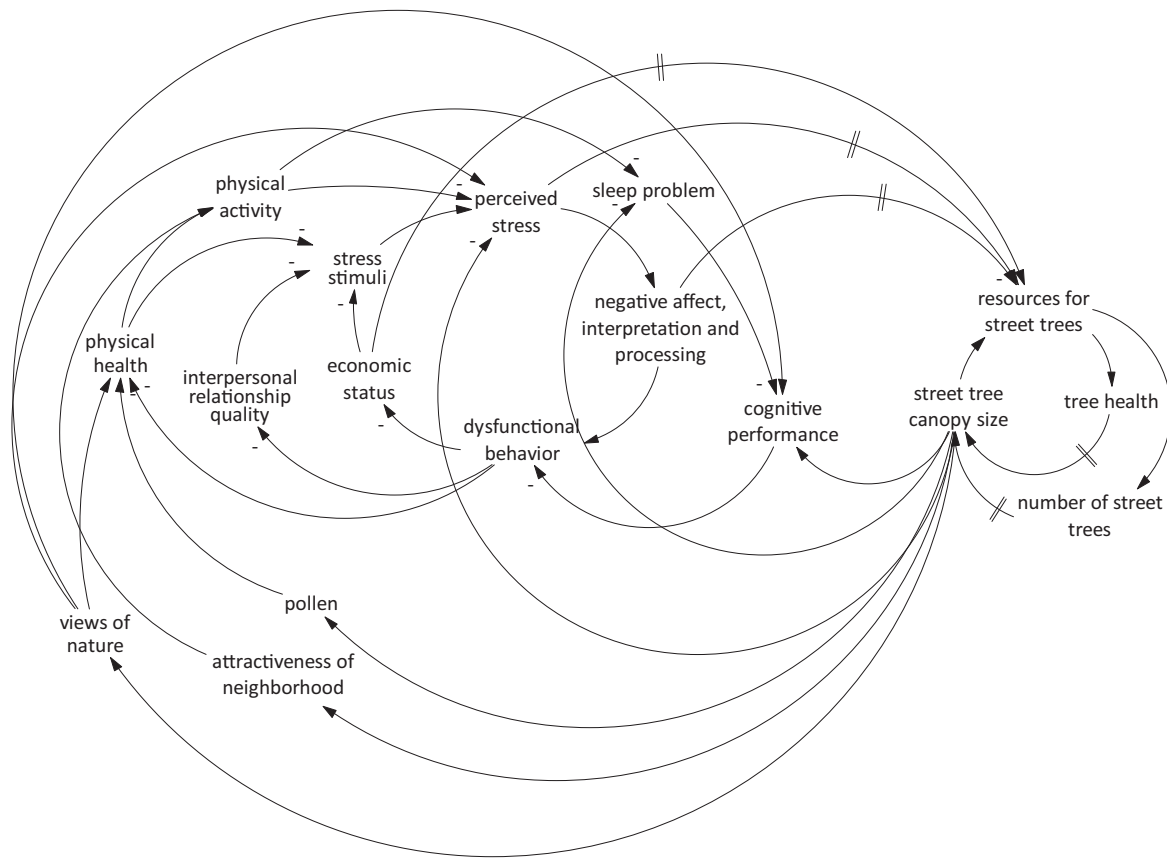 physical
activity
perceived
stress
sleep problem
stress
stimuli
negative affect,
interpretation and
processing
resources for
street trees
physical
health
interpersonal
relationship
quality
economic
status
dysfunctional
behavior
cognitive
performance
street tree
canopy size
tree health
number of street
trees
pollen
views of
nature
attractiveness of
neighborhood